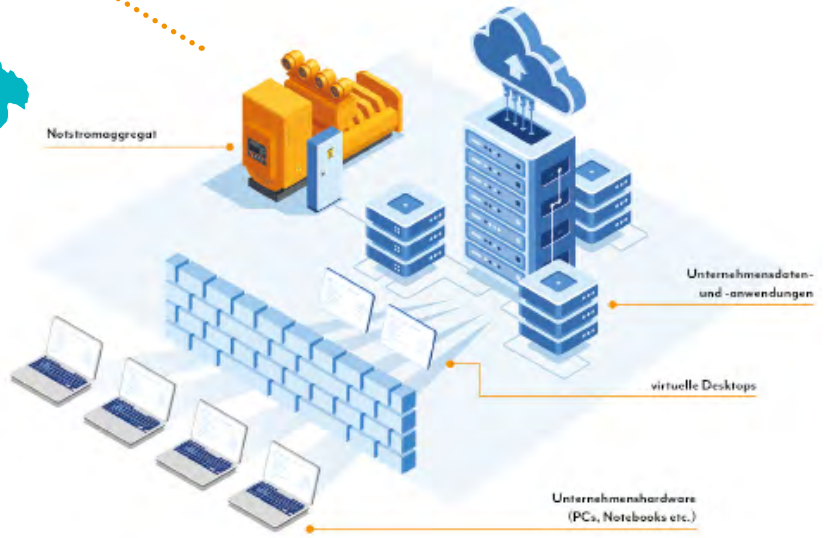 Notstromaggregat
Unternehmensdaten-
und -anwendungen
virtuelle Desktops
Unternehmenshardware
(PCs, Notebooks etc.)